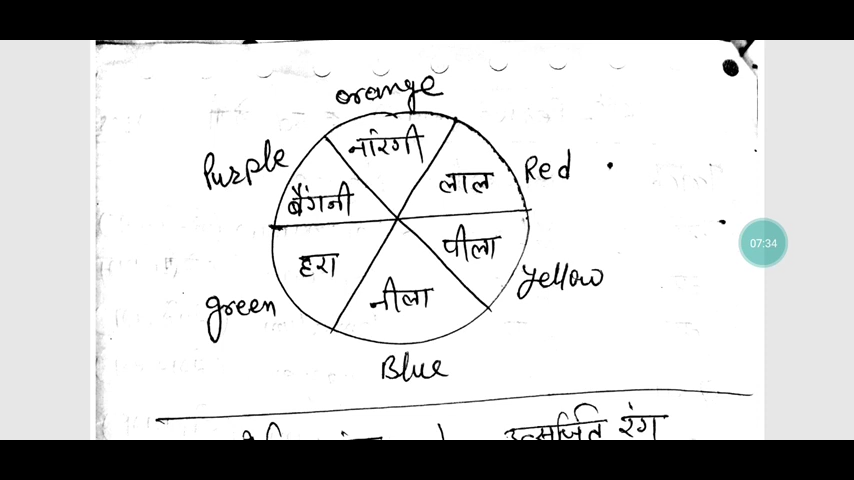 orange
Purple
नारंगी
Red
बैंगनी
लाल
हरा
पीला
green
नीला
yellow
Blue
उत्सर्जित रंग
07:34